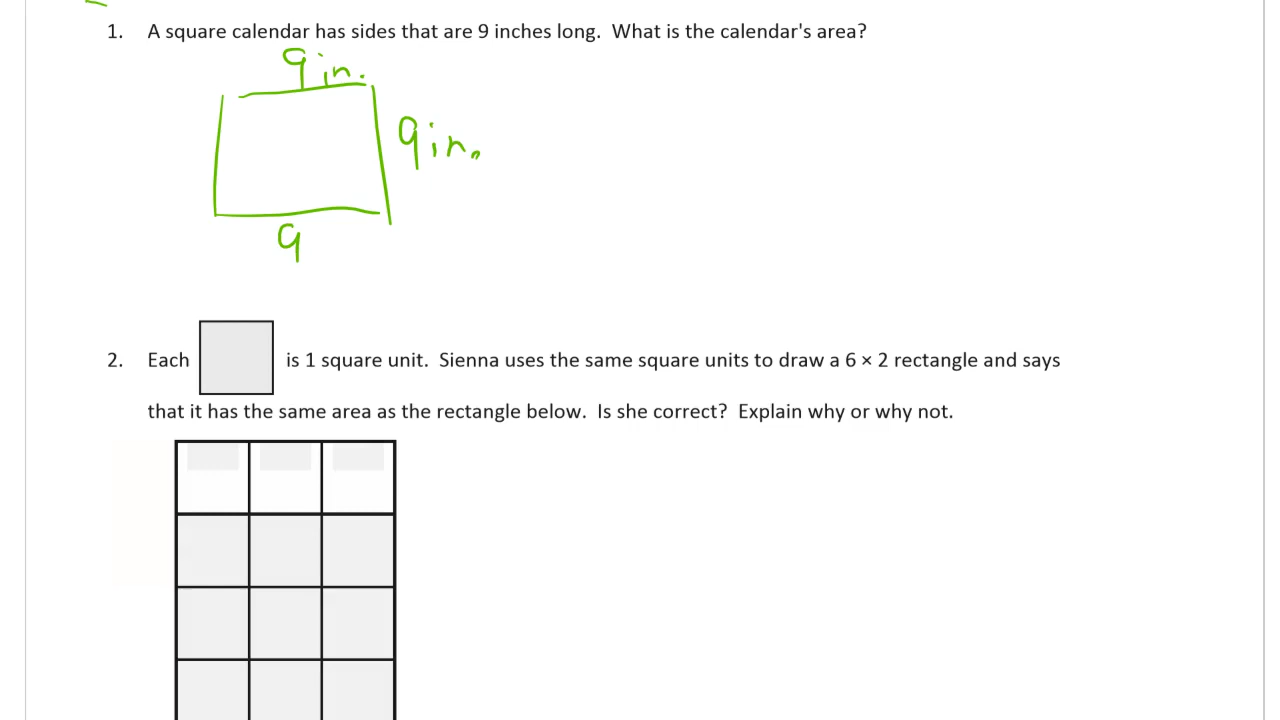 1. A square calendar has sides that are 9 inches long. What is the calendar's area?
9 in.
9 in.
9
2. Each is 1 square unit. Sienna uses the same square units to draw a 6 × 2 rectangle and says
that it has the same area as the rectangle below. Is she correct? Explain why or why not.